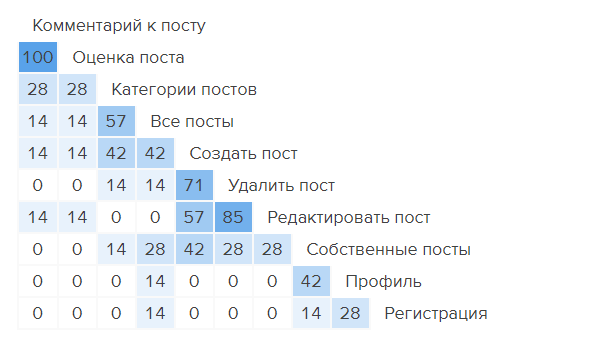 Комментарий к посту
100 Оценка поста
28 28 Категории постов
14 14 57 Все посты
14 14 42 42 Создать пост
0 0 14 14 71 Удалить пост
14 14 0 0 57 85 Редактировать пост
0 0 14 28 42 28 28 Собственные посты
0 0 0 14 0 0 0 42 Профиль
0 0 0 14 0 0 0 14 28 Регистрация